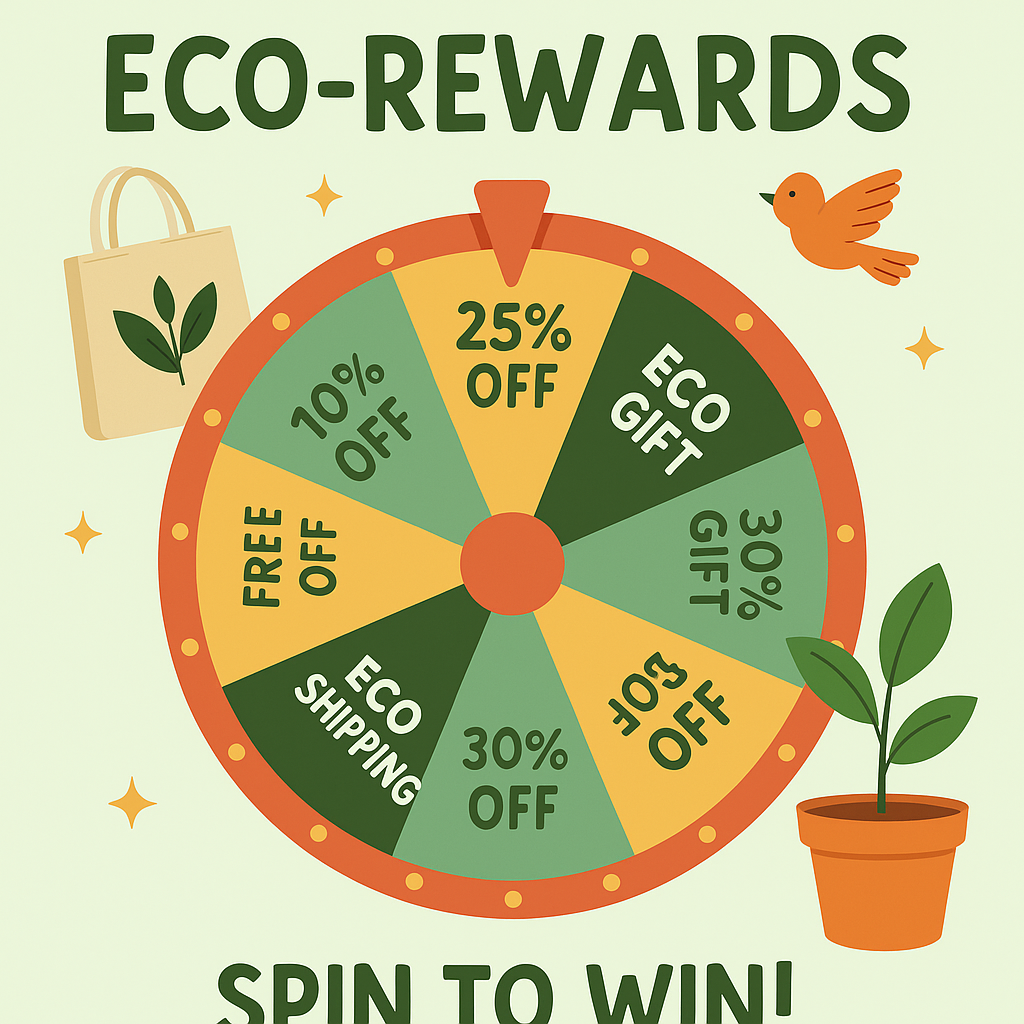 ECO-REWARDS
25%
OFF
ECO
GIFT
30%
GIFT
OFF
30%
OFF
ECO
SHIPPING
FREE
OFF
10%
OFF
SPIN TO WIN!